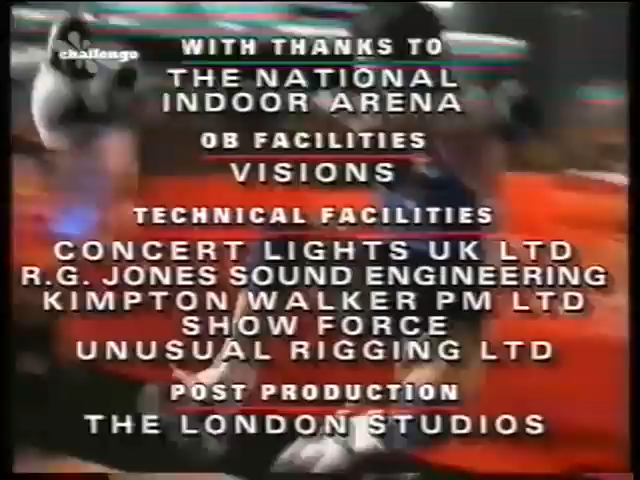 challenge
WITH THANKS TO
THE NATIONAL
INDOOR ARENA
OB FACILITIES
VISIONS
TECHNICAL FACILITIES
CONCERT LIGHTS UK LTD
R.G. JONES SOUND ENGINEERING
KIMPTON WALKER PM LTD
SHOW FORCE
UNUSUAL RIGGING LTD
POST PRODUCTION
THE LONDON STUDIOS